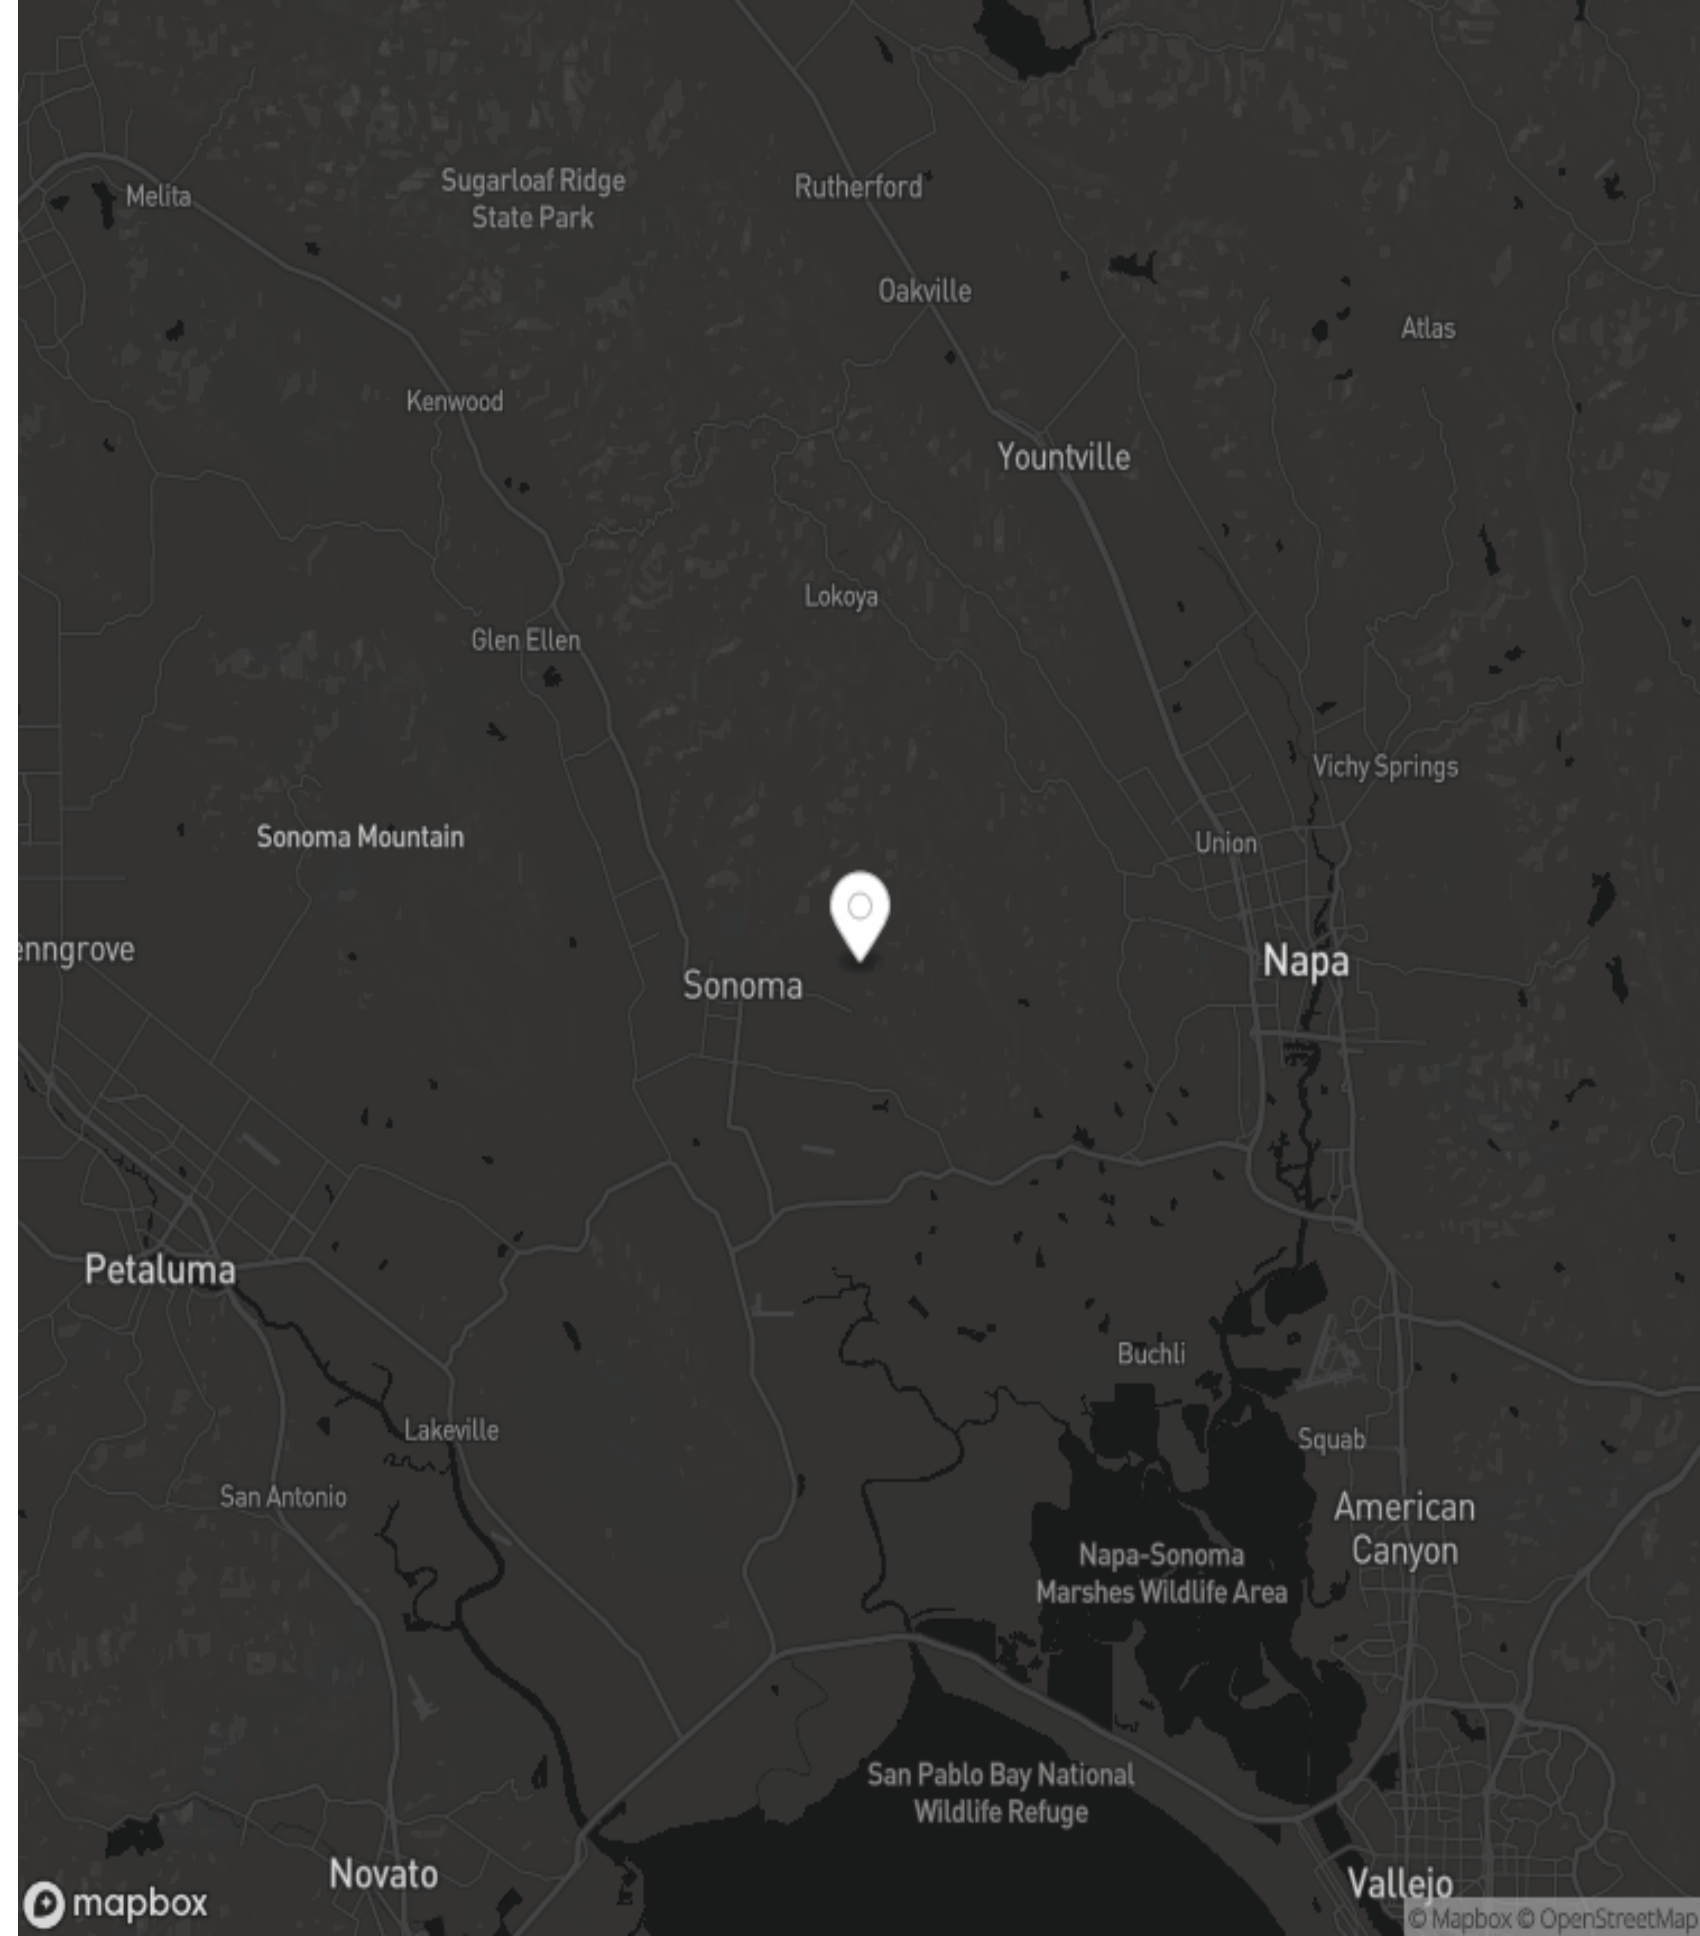 Melita
Sugarloaf Ridge
State Park
Rutherford
Oakville
Atlas
Kenwood
Yountville
Lokoya
Glen Ellen
Vichy Springs
Sonoma Mountain
Union
enngrove
Napa
Sonoma
Petaluma
Buchli
Lakeville
Squab
San Antonio
American
Canyon
Napa-Sonoma
Marshes Wildlife Area
San Pablo Bay National
Wildlife Refuge
Novato
Vallejo
mapbox
© Mapbox © OpenStreetMap